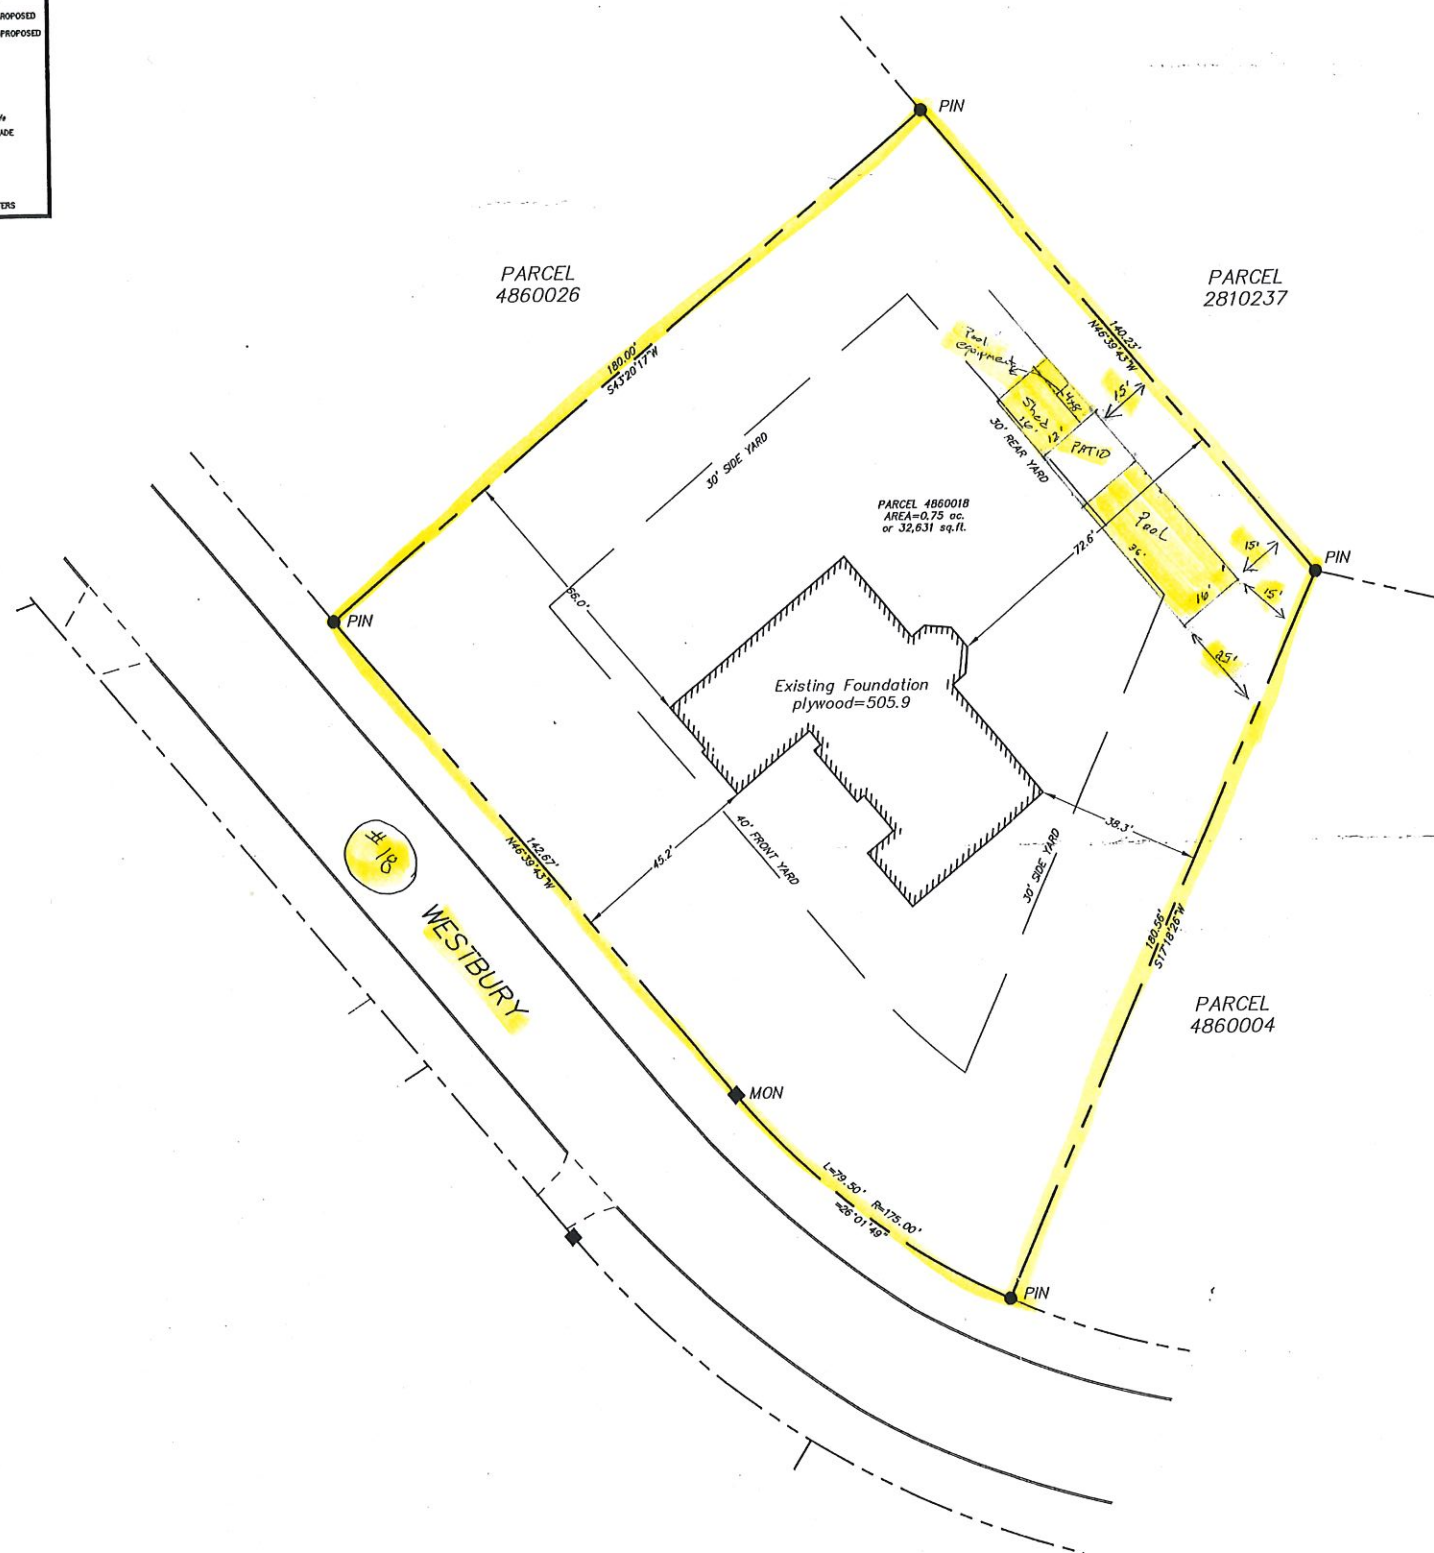 PROPOSED
PROPOSED
ADE
TERS
PIN
PARCEL
4860026
PARCEL
2810237
180.00'
S43°20'17"W
140.23'
N46°39'43"W
Pool
equipment
4x8
Shed
16'
12'
PATIO
15'
30' REAR YARD
30' SIDE YARD
PARCEL 4860018
AREA=0.75 ac.
or 32,631 sq.ft.
Pool
36'
16'
72.6'
15'
15'
25'
PIN
PIN
66.0'
Existing Foundation
plywood=505.9
#18
WESTBURY
142.67'
N46°39'43"W
45.2'
40' FRONT YARD
38.3'
30' SIDE YARD
180.56'
S17°18'26"W
PARCEL
4860004
MON
L=79.50' R=175.00'
=26°01'49"
PIN